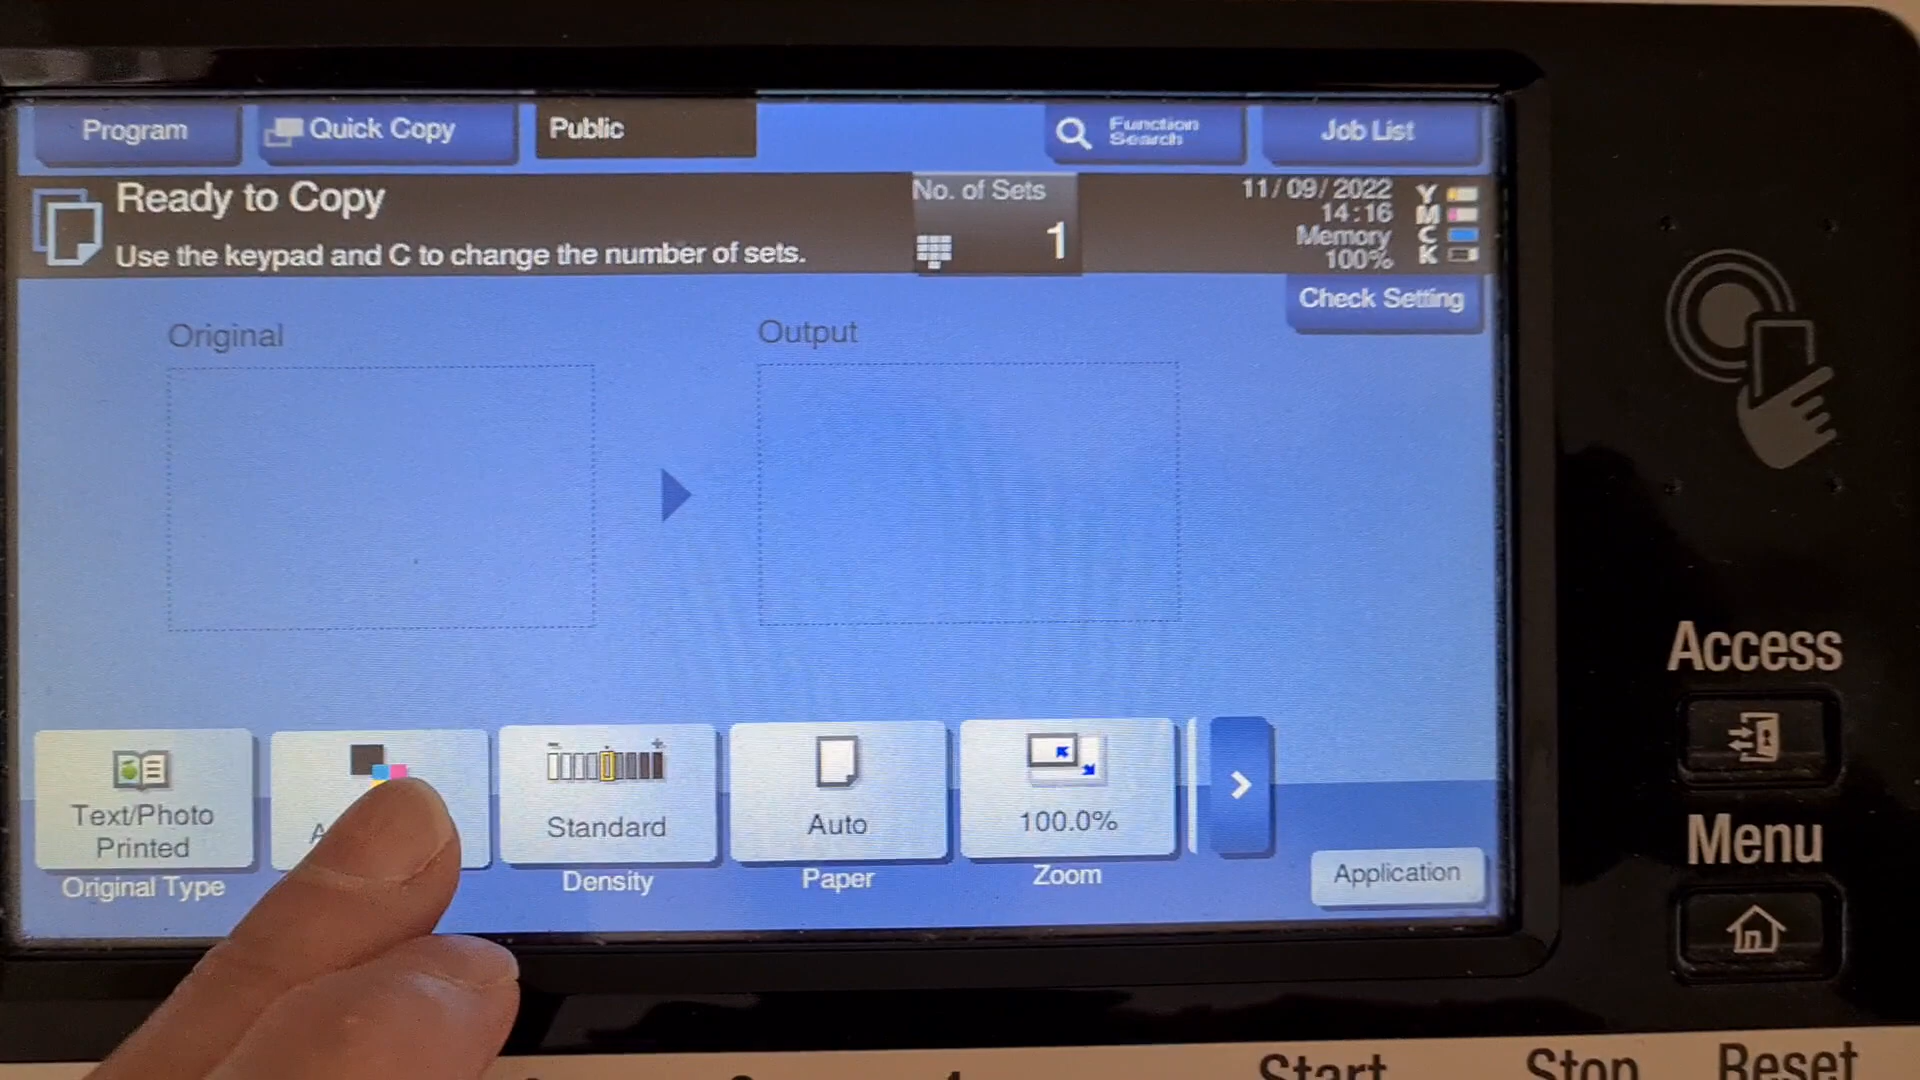 Program
Quick Copy
Public
Function
Search
Job List
Ready to Copy
Use the keypad and C to change the number of sets.
No. of Sets
1
11/09/2022
14:16
Memory
100%
Y
M
C
K
Check Setting
Original
Output
Text/Photo
Printed
Original Type
Standard
Density
Auto
Paper
100.0%
Zoom
Application
Access
Menu
Start
Stop
Reset